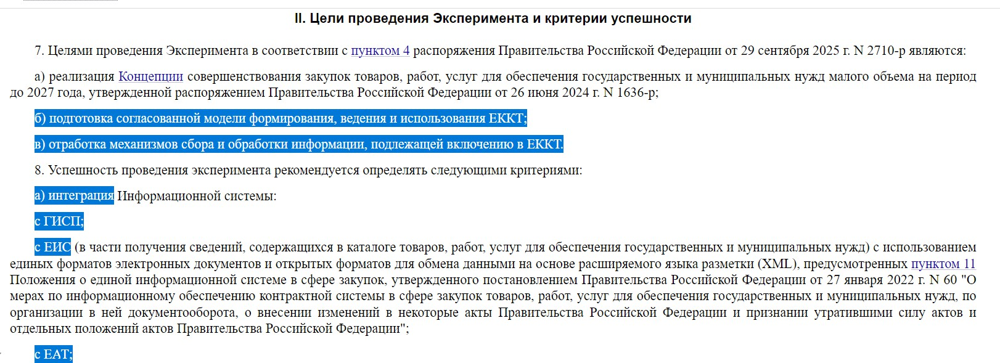 II. Цели проведения Эксперимента и критерии успешности
7. Целями проведения Эксперимента в соответствии с пунктом 4 распоряжения Правительства Российской Федерации от 29 сентября 2025 г. N 2710-р являются:
а) реализация Концепции совершенствования закупок товаров, работ, услуг для обеспечения государственных и муниципальных нужд малого объема на период
до 2027 года, утвержденной распоряжением Правительства Российской Федерации от 26 июня 2024 г. N 1636-р;
б) подготовка согласованной модели формирования, ведения и использования ЕККТ;
в) отработка механизмов сбора и обработки информации, подлежащей включению в ЕККТ.
8. Успешность проведения эксперимента рекомендуется определять следующими критериями:
а) интеграция Информационной системы:
с ГИСП;
с ЕИС (в части получения сведений, содержащихся в каталоге товаров, работ, услуг для обеспечения государственных и муниципальных нужд) с использованием
единых форматов электронных документов и открытых форматов для обмена данными на основе расширяемого языка разметки (XML), предусмотренных пунктом 11
Положения о единой информационной системе в сфере закупок, утвержденного постановлением Правительства Российской Федерации от 27 января 2022 г. N 60 "О
мерах по информационному обеспечению контрактной системы в сфере закупок товаров, работ, услуг для обеспечения государственных и муниципальных нужд, по
организации в ней документооборота, о внесении изменений в некоторые акты Правительства Российской Федерации и признании утратившими силу актов и
отдельных положений актов Правительства Российской Федерации";
с ЕАТ;